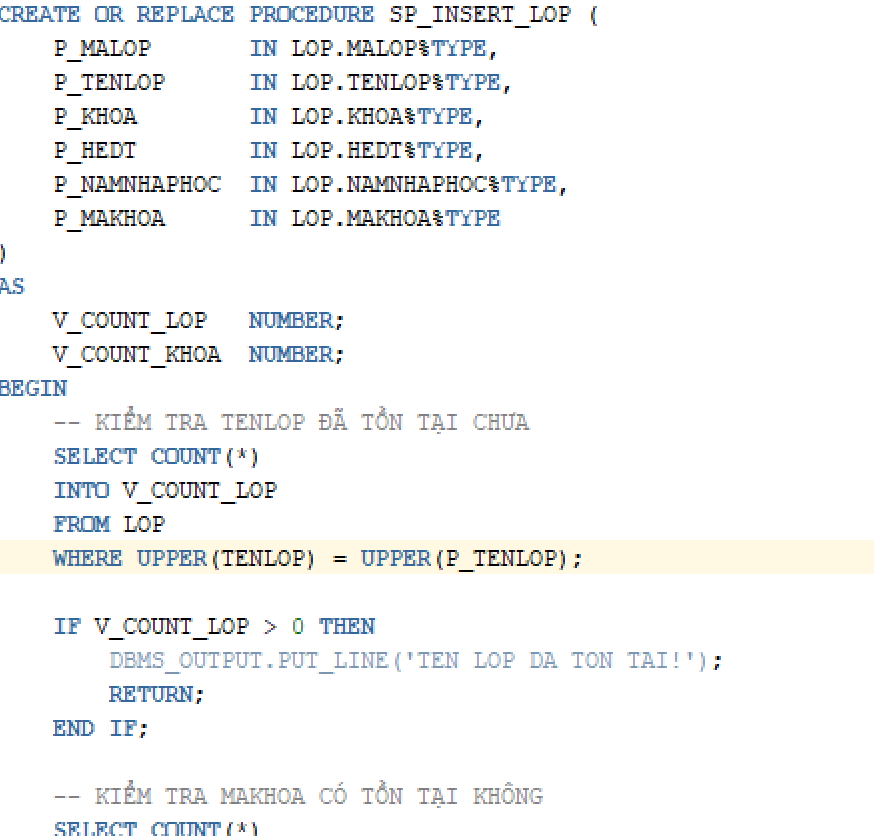 CREATE OR REPLACE PROCEDURE SP_INSERT_LOP (
    P_MALOP       IN LOP.MALOP%TYPE,
    P_TENLOP      IN LOP.TENLOP%TYPE,
    P_KHOA        IN LOP.KHOA%TYPE,
    P_HEDT        IN LOP.HEDT%TYPE,
    P_NAMNHAPHOC  IN LOP.NAMNHAPHOC%TYPE,
    P_MAKHOA      IN LOP.MAKHOA%TYPE
)
AS
    V_COUNT_LOP   NUMBER;
    V_COUNT_KHOA  NUMBER;
BEGIN
    -- KIỂM TRA TENLOP ĐÃ TỒN TẠI CHƯA
    SELECT COUNT(*)
    INTO V_COUNT_LOP
    FROM LOP
    WHERE UPPER(TENLOP) = UPPER(P_TENLOP);
    IF V_COUNT_LOP > 0 THEN
        DBMS_OUTPUT.PUT_LINE('TEN LOP DA TON TAI!');
        RETURN;
    END IF;
    -- KIỂM TRA MAKHOA CÓ TỒN TẠI KHÔNG
    SELECT COUNT(*)